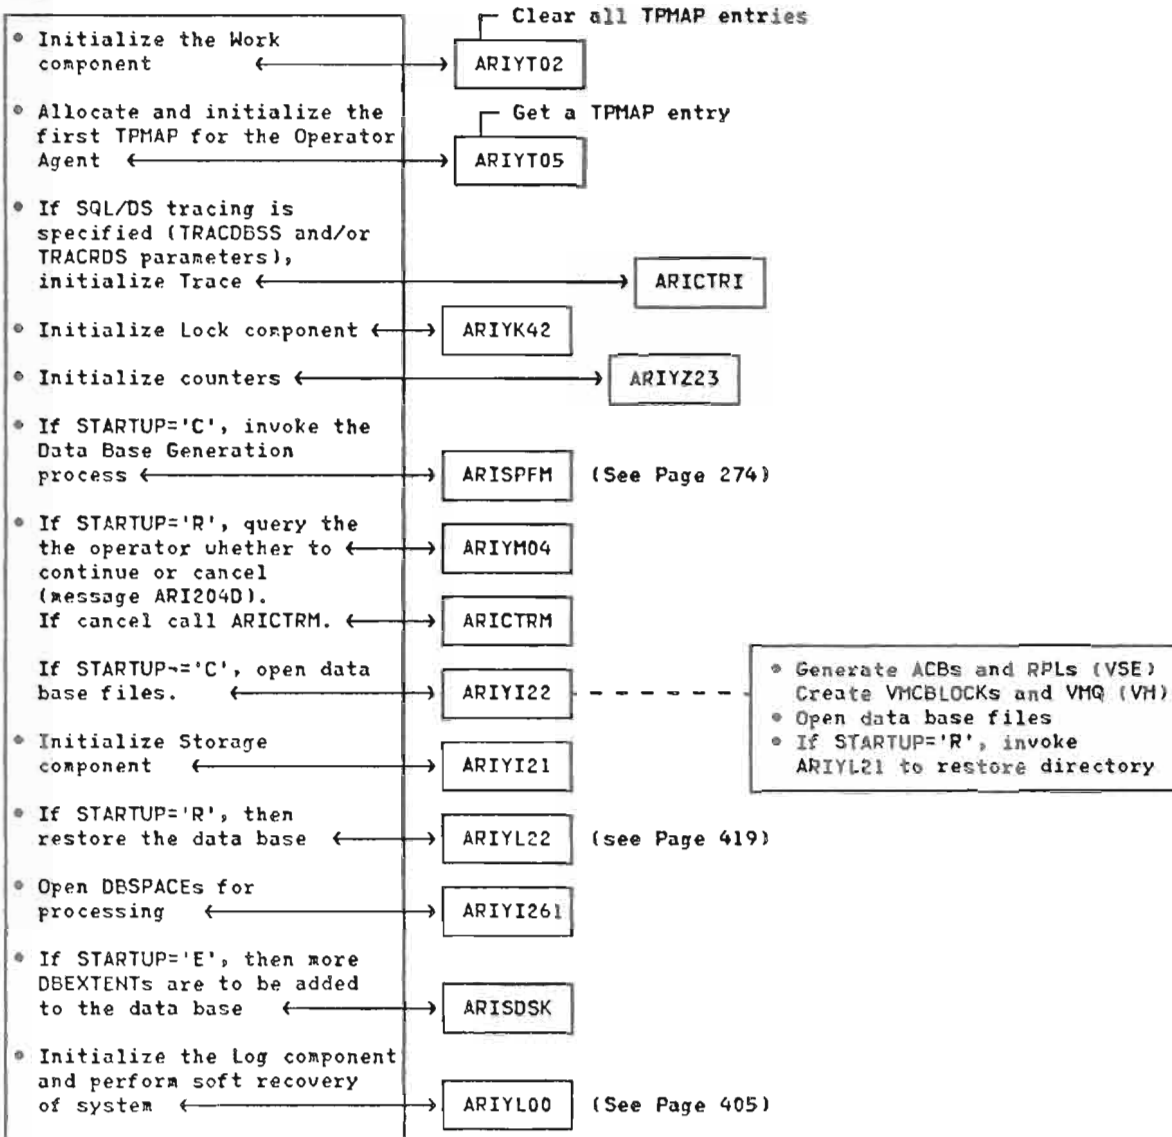 Clear all TPMAP entries
• Initialize the Work
component ARIYT02
• Allocate and initialize the
Get a TPMAP entry
first TPMAP for the Operator
Agent ARIYT05
• If SQL/DS tracing is
specified (TRACDBSS and/or
TRACRDS parameters),
initialize Trace ARICTRI
• Initialize Lock component ARIYK42
• Initialize counters ARIYZ23
• If STARTUP='C', invoke the
Data Base Generation
process ARISPFM (See Page 274)
• If STARTUP='R', query the
the operator whether to ARIYM04
continue or cancel
(message ARI204D).
If cancel call ARICTRM. ARICTRM
If STARTUP¬='C', open data
base files. ARIYI22
• Generate ACBs and RPLs (VSE)
Create VMCBLOCKs and VMQ (VM)
• Open data base files
• If STARTUP='R', invoke
ARIYL21 to restore directory
• Initialize Storage
component ARIYI21
• If STARTUP='R', then
restore the data base ARIYL22 (see Page 419)
• Open DBSPACEs for
processing ARIYI261
• If STARTUP='E', then more
DBEXTENTs are to be added
to the data base ARISDSK
• Initialize the Log component
and perform soft recovery
of system ARIYL00 (See Page 405)